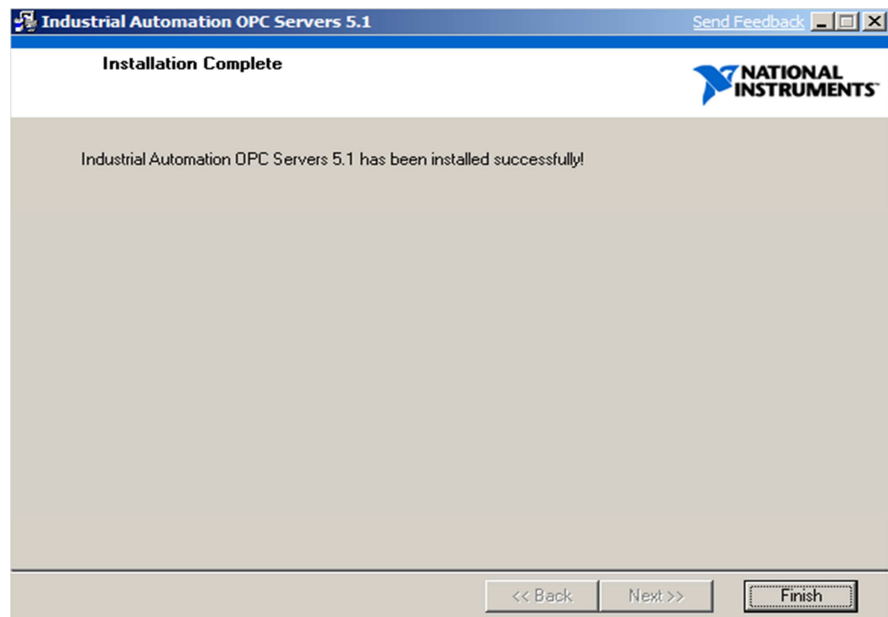 Industrial Automation OPC Servers 5.1 Send Feedback
Installation Complete
NATIONAL
INSTRUMENTS™
Industrial Automation OPC Servers 5.1 has been installed successfully!
<< Back Next >> Finish